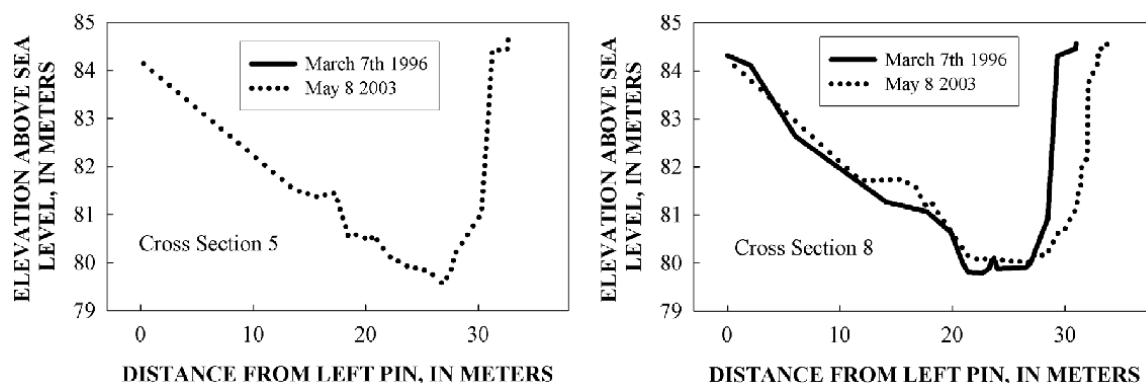 ELEVATION ABOVE SEA
LEVEL, IN METERS
85
84
83
82
81
80
79
March 7th 1996
May 8 2003
Cross Section 5
0
10
20
30
DISTANCE FROM LEFT PIN, IN METERS
ELEVATION ABOVE SEA
LEVEL, IN METERS
85
84
83
82
81
80
79
March 7th 1996
May 8 2003
Cross Section 8
0
10
20
30
DISTANCE FROM LEFT PIN, IN METERS